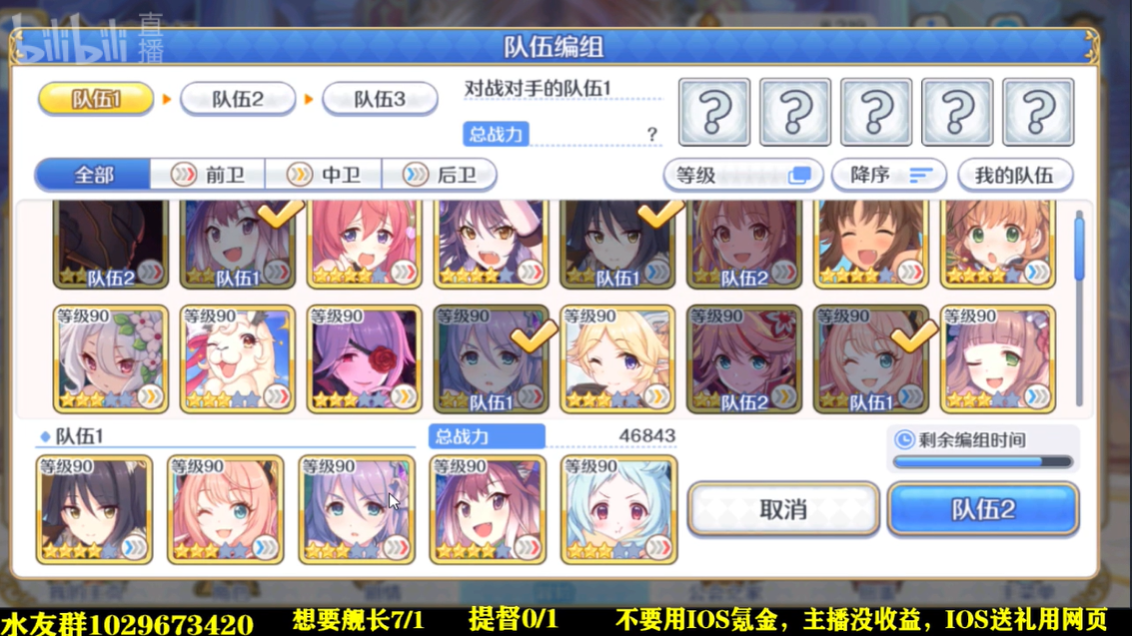 bilibili 直播
队伍编组
队伍1 队伍2 队伍3
对战对手的队伍1
总战力 ?
? ? ? ? ?
全部 前卫 中卫 后卫 等级 降序 我的队伍
队伍2 队伍1 队伍1 队伍2
等级90 等级90 等级90 等级90 等级90 等级90 等级90 等级90
队伍1 队伍2 队伍1
队伍1 总战力 46843
剩余编组时间
等级90 等级90 等级90 等级90 等级90
取消 队伍2
水友群1029673420 想要舰长7/1 提督0/1 不要用IOS氪金，主播没收益，IOS送礼用网页